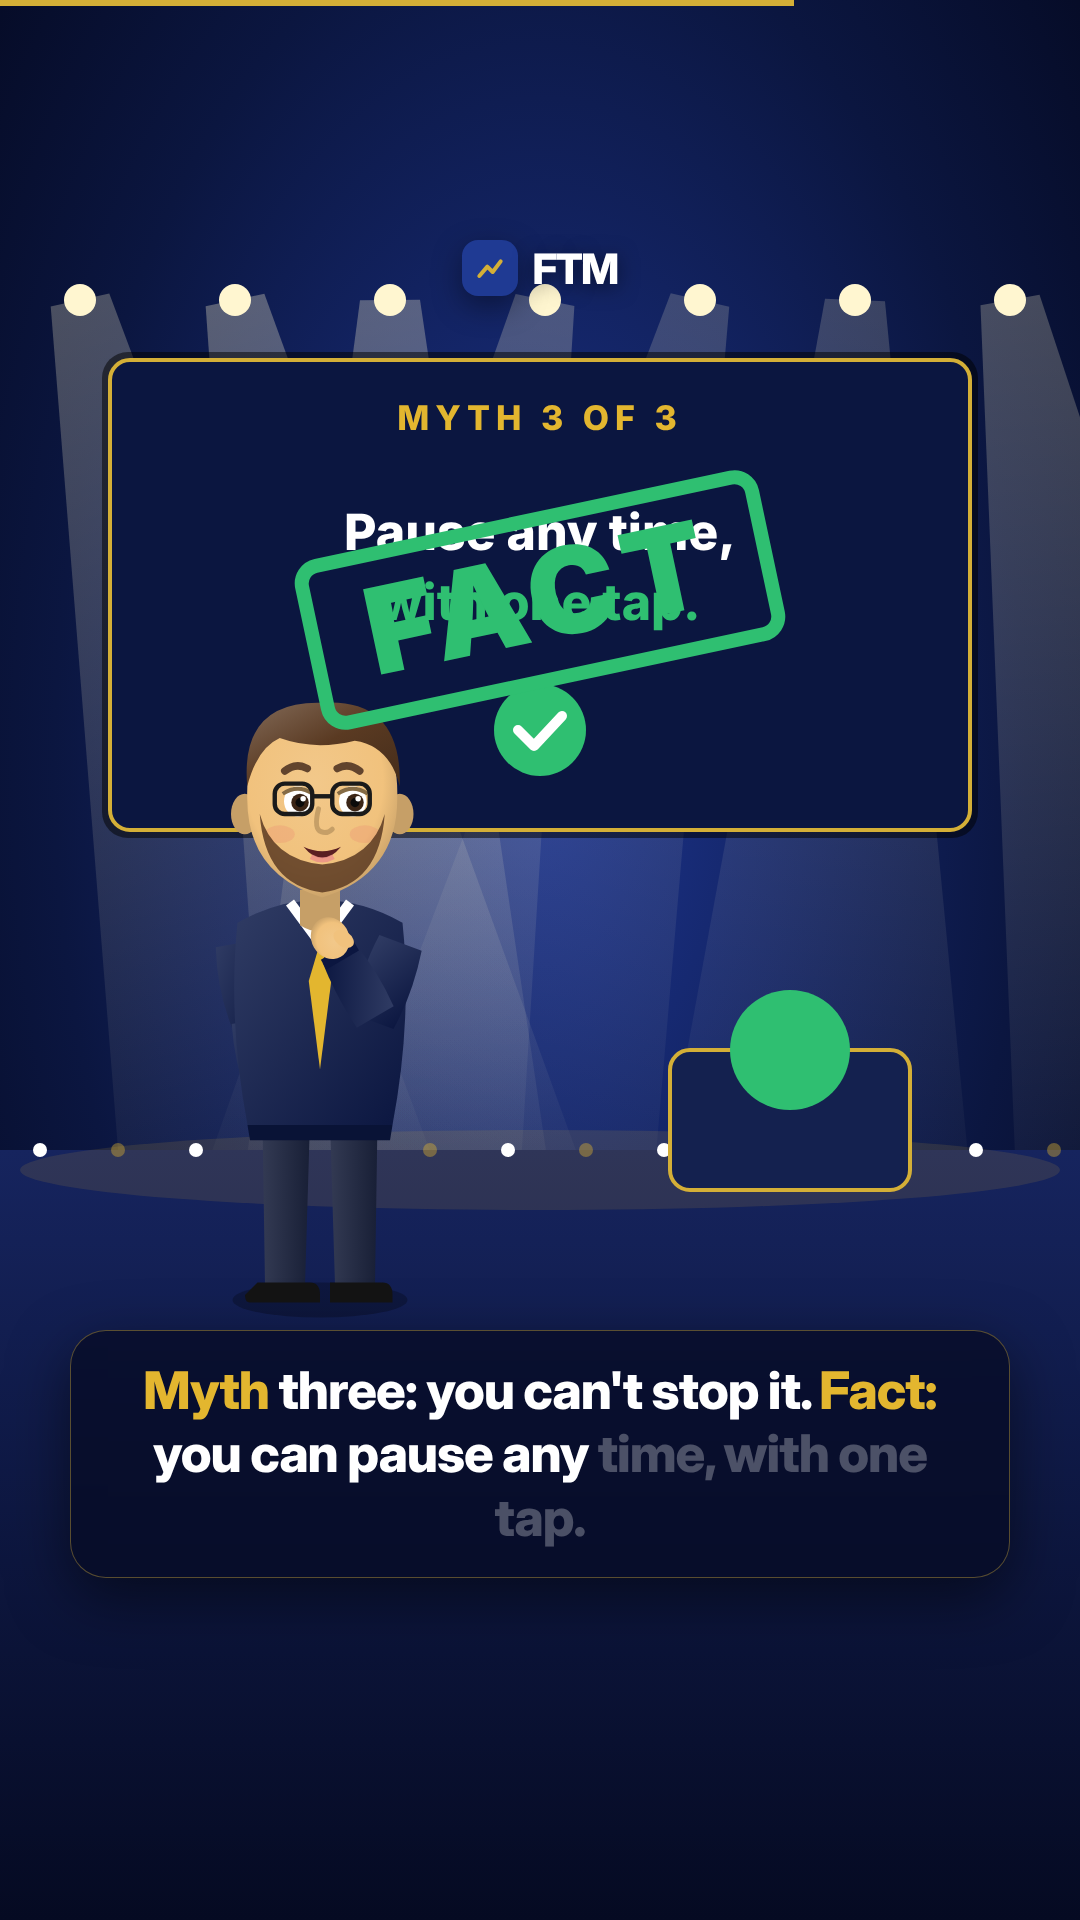 FTM
MYTH 3 OF 3
Pause any time,
with one tap.
FACT
Myth three: you can't stop it. Fact:
you can pause any time, with one
tap.